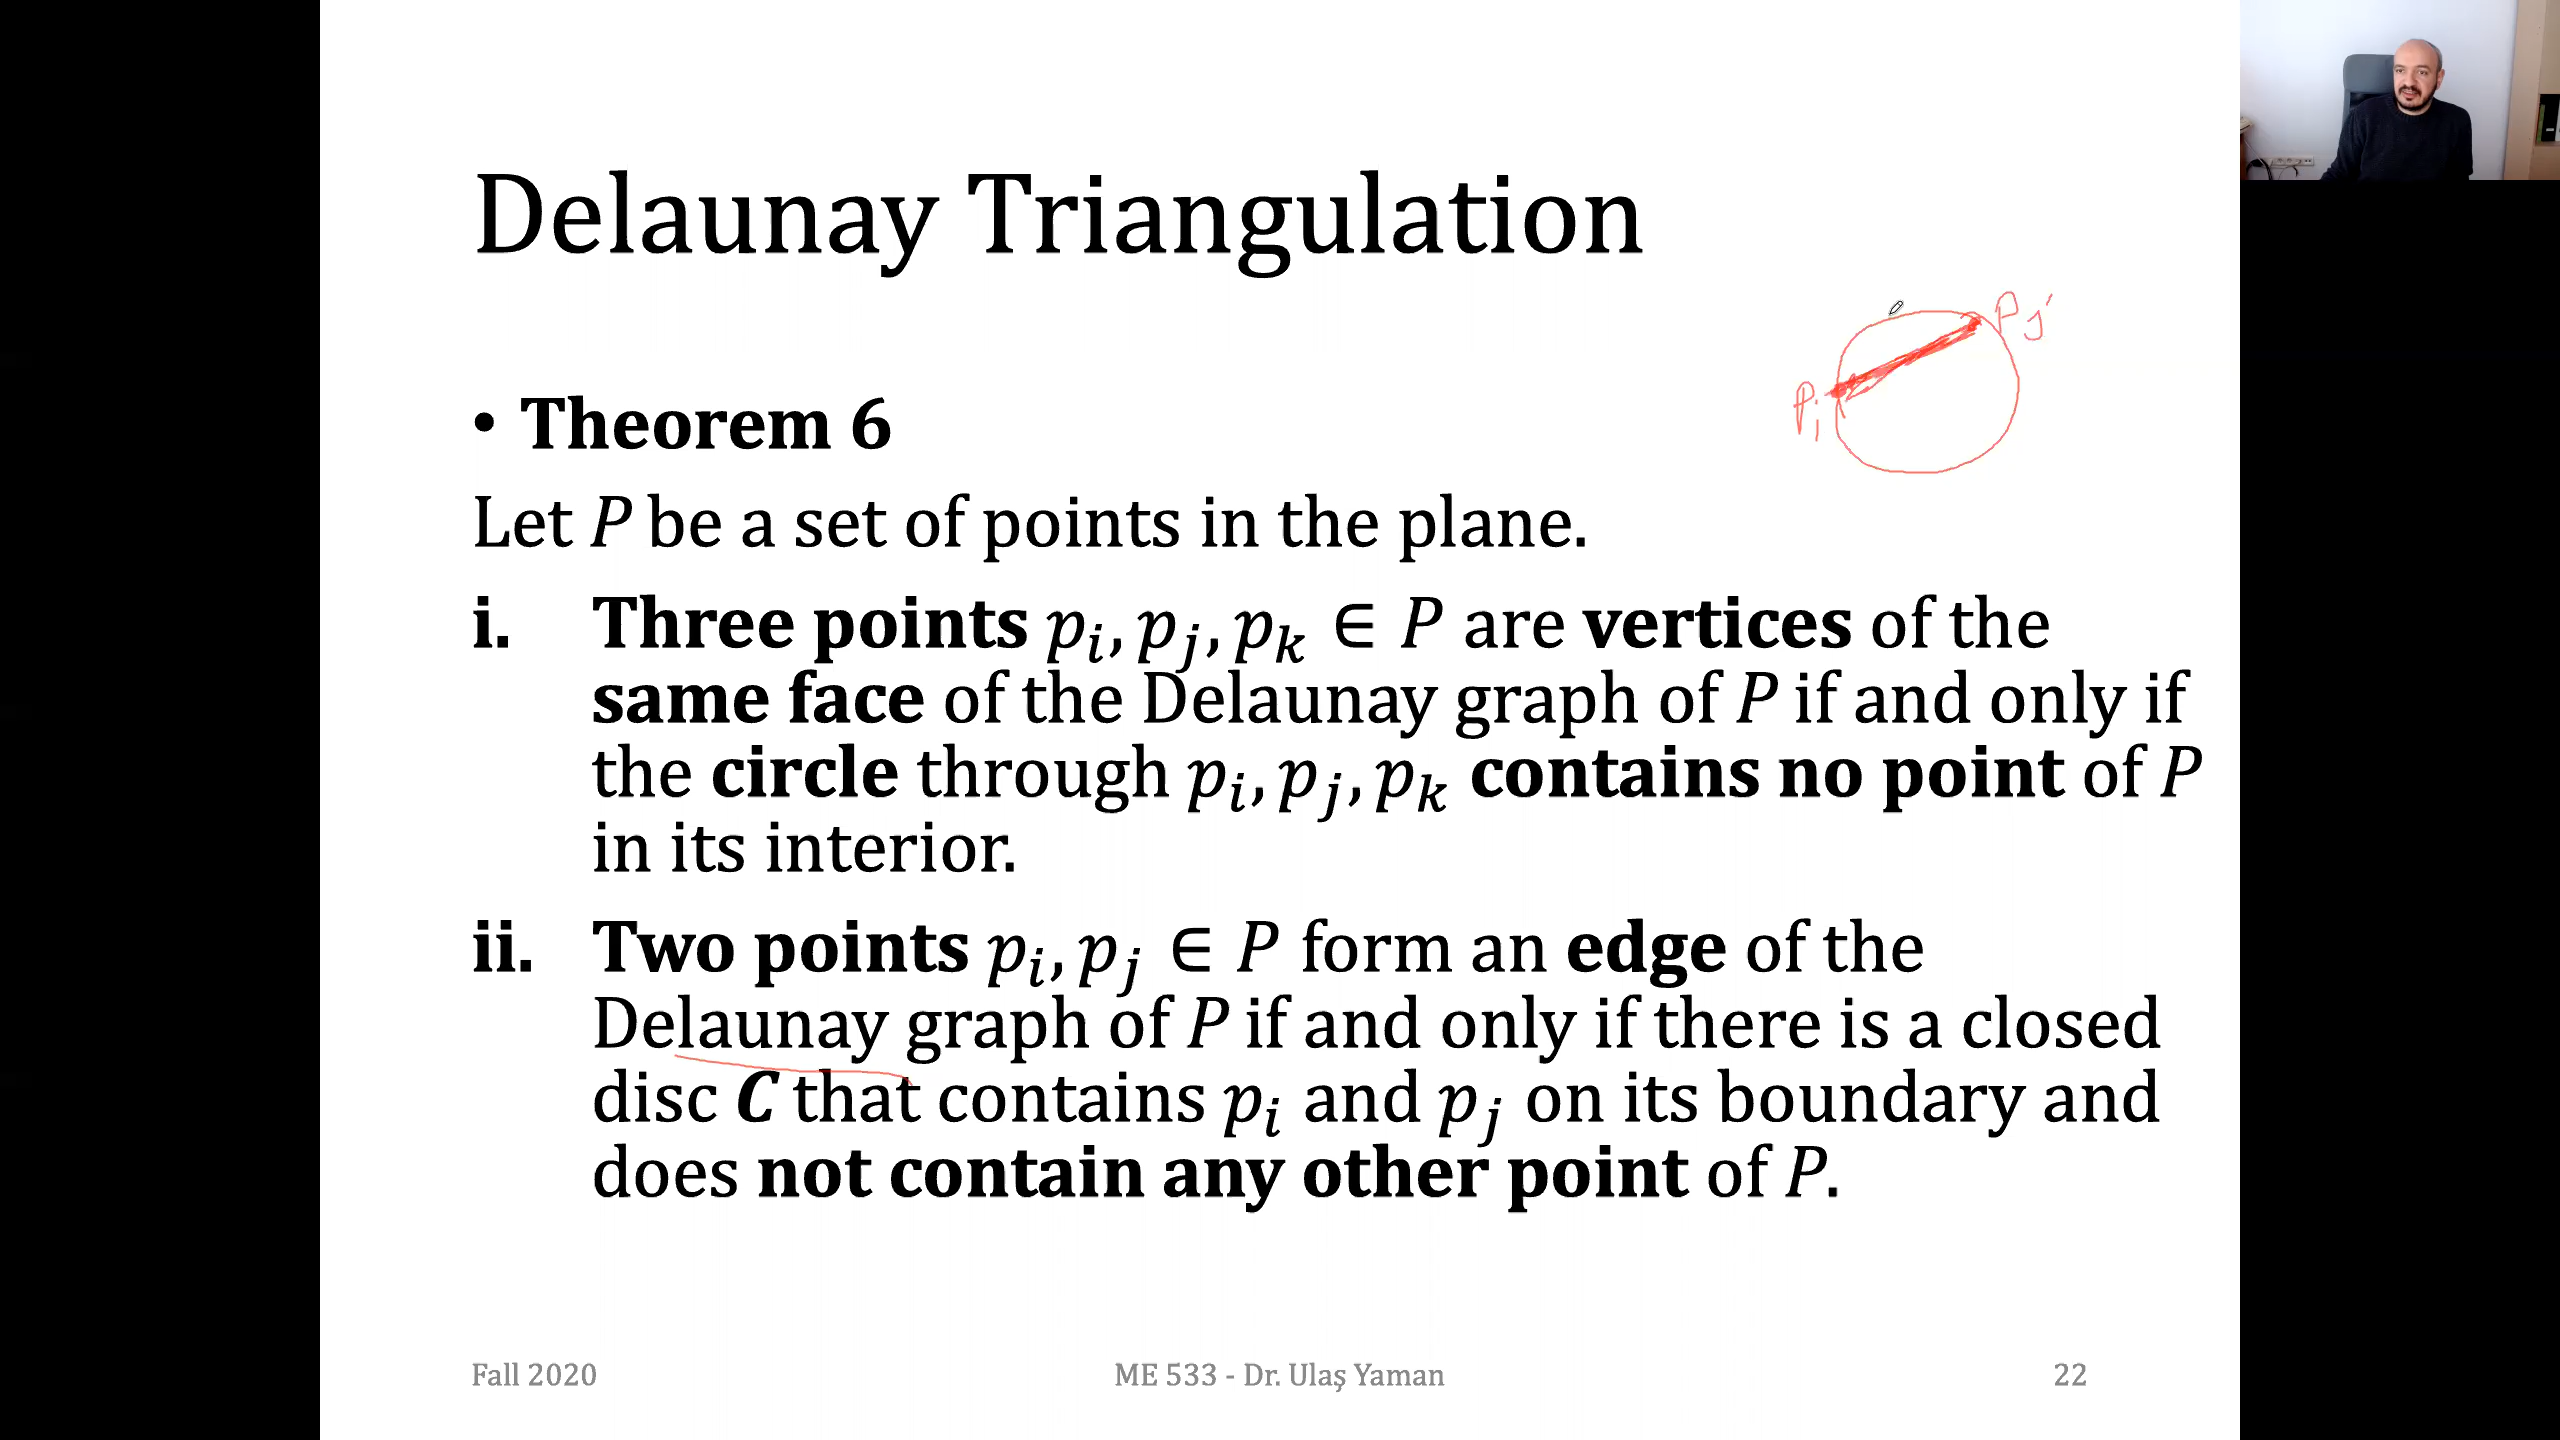 Delaunay Triangulation
P j
• Theorem 6
Pi
Let P be a set of points in the plane.
i. Three points pᵢ, pⱼ, pₖ ∈ P are vertices of the
same face of the Delaunay graph of P if and only if
the circle through pᵢ, pⱼ, pₖ contains no point of P
in its interior.
ii. Two points pᵢ, pⱼ ∈ P form an edge of the
Delaunay graph of P if and only if there is a closed
disc C that contains pᵢ and pⱼ on its boundary and
does not contain any other point of P.
Fall 2020 ME 533 - Dr. Ulaş Yaman 22